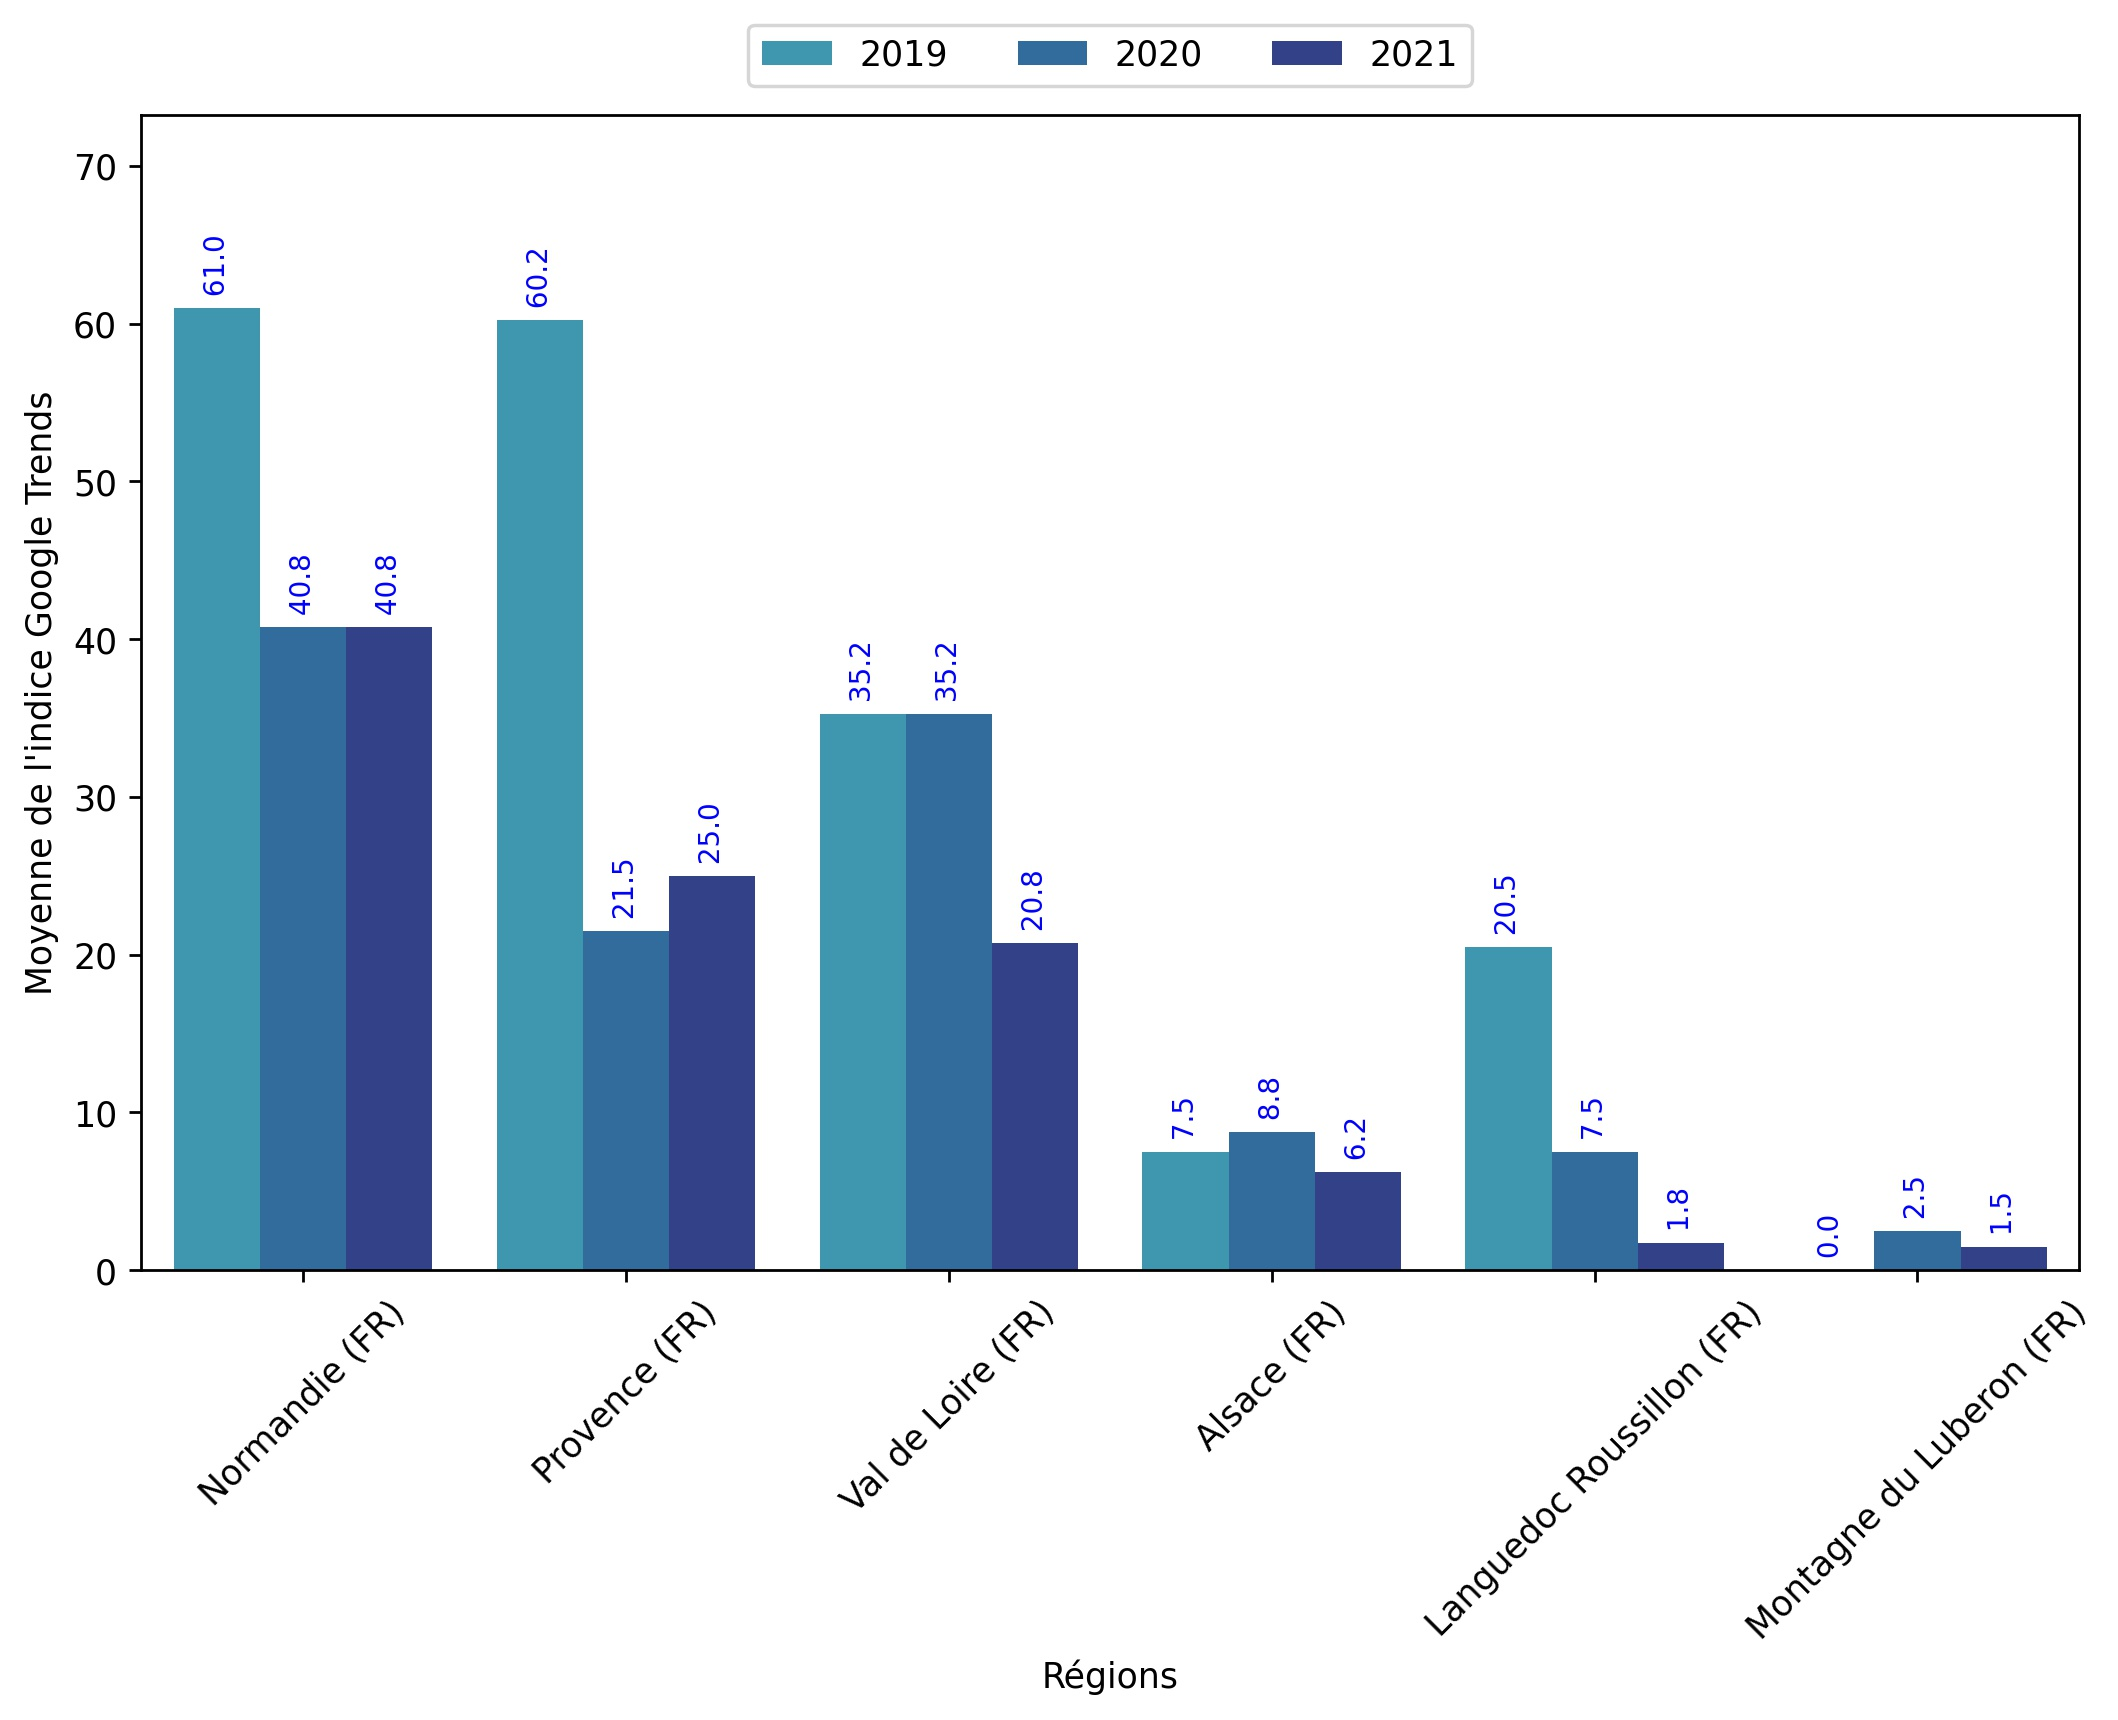 2019 2020 2021
Moyenne de l'indice Google Trends
70
60
50
40
30
20
10
0
61.0 40.8 40.8
60.2 21.5 25.0
35.2 35.2 20.8
7.5 8.8 6.2
20.5 7.5 1.8
0.0 2.5 1.5
Normandie (FR)
Provence (FR)
Val de Loire (FR)
Alsace (FR)
Languedoc Roussillon (FR)
Montagne du Luberon (FR)
Régions